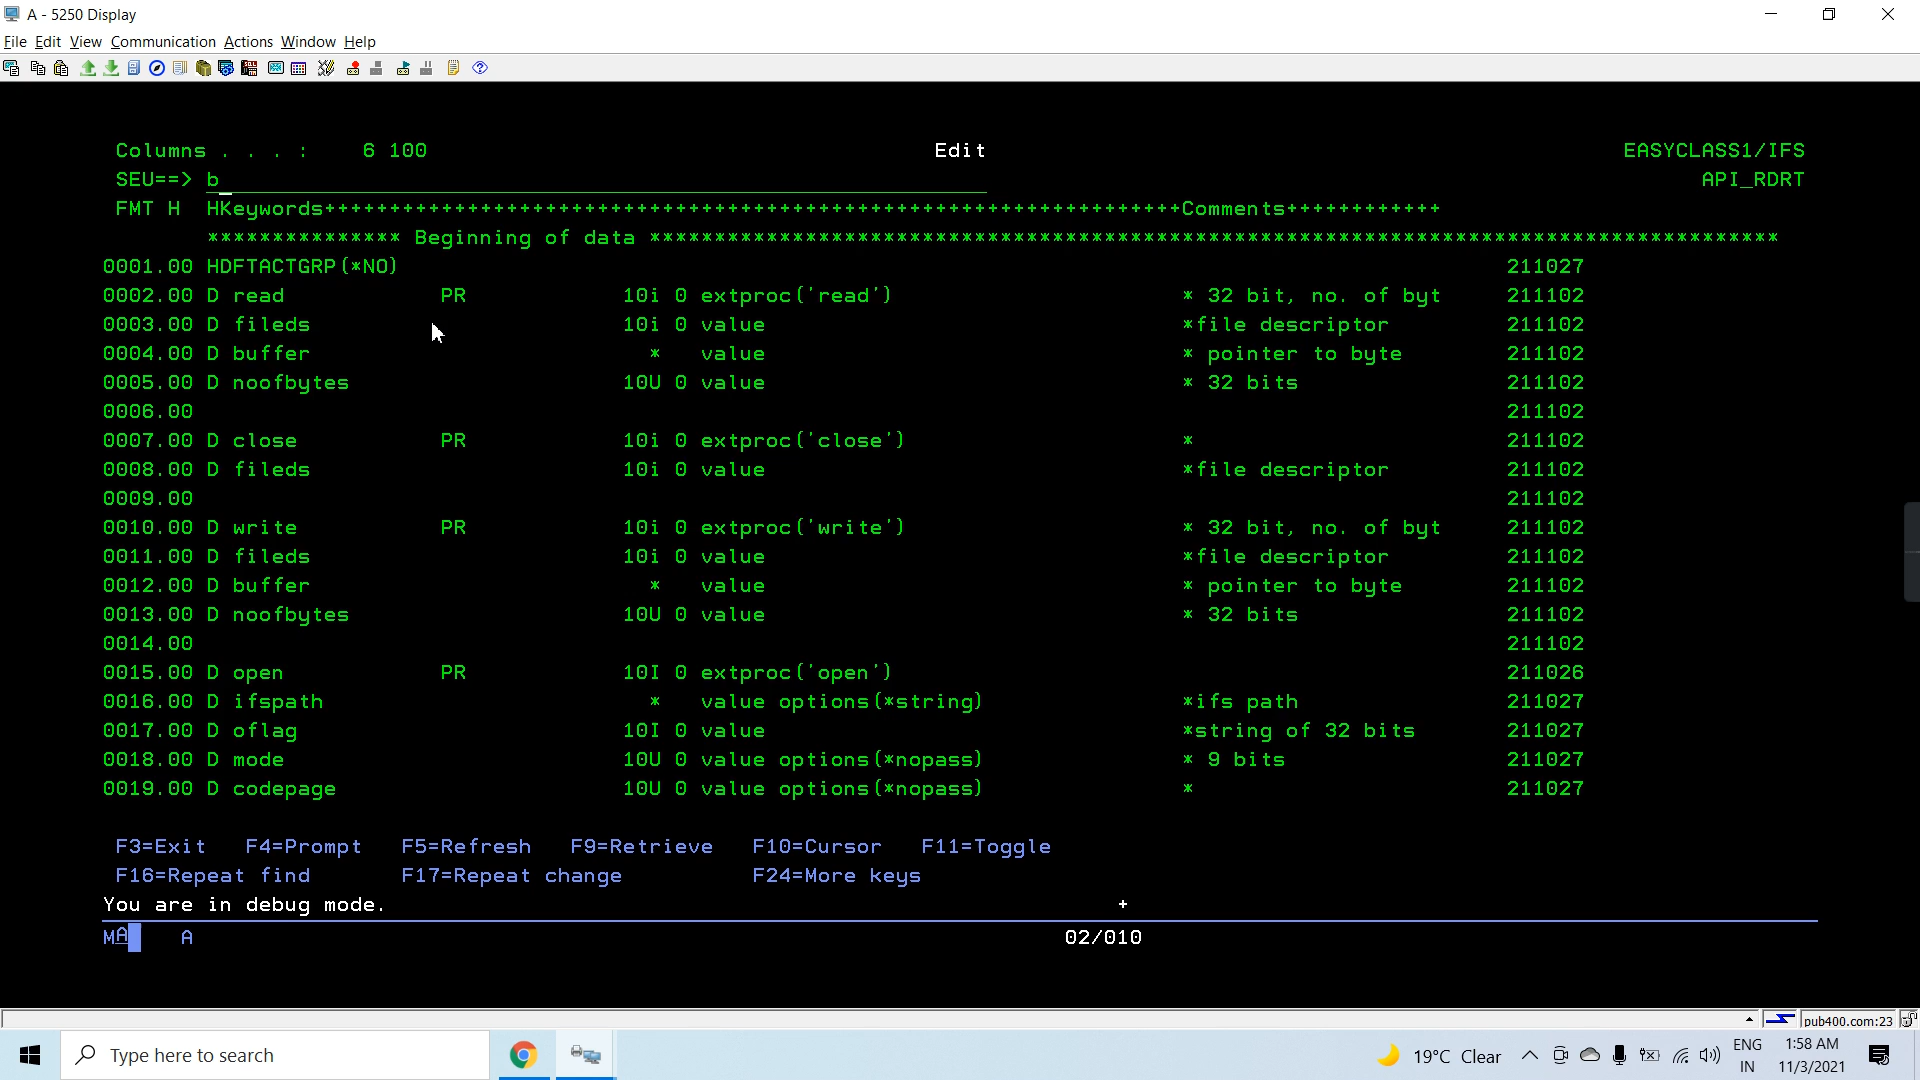 A - 5250 Display
File Edit View Communication Actions Window Help
Columns . . . :    6 100                                      Edit                                      EASYCLASS1/IFS
SEU==> b                                                                                                API_RDRT
FMT H  HKeywords++++++++++++++++++++++++++++++++++++++++++++++++++++++++++++++++++Comments++++++++++++
*************** Beginning of data ***************************************************************************************
0001.00 HDFTACTGRP(*NO) 211027
0002.00 D read            PR            10i 0 extproc('read')                      * 32 bit, no. of byt     211102
0003.00 D fileds                        10i 0 value                                *file descriptor         211102
0004.00 D buffer                          *   value                                * pointer to byte        211102
0005.00 D noofbytes                     10U 0 value                                * 32 bits                211102
0006.00 211102
0007.00 D close           PR            10i 0 extproc('close')                     *                        211102
0008.00 D fileds                        10i 0 value                                *file descriptor         211102
0009.00 211102
0010.00 D write           PR            10i 0 extproc('write')                     * 32 bit, no. of byt     211102
0011.00 D fileds                        10i 0 value                                *file descriptor         211102
0012.00 D buffer                          *   value                                * pointer to byte        211102
0013.00 D noofbytes                     10U 0 value                                * 32 bits                211102
0014.00 211102
0015.00 D open            PR            10I 0 extproc('open')                                               211026
0016.00 D ifspath                         *   value options(*string)               *ifs path                211027
0017.00 D oflag                         10I 0 value                                *string of 32 bits       211027
0018.00 D mode                          10U 0 value options(*nopass)               * 9 bits                 211027
0019.00 D codepage                      10U 0 value options(*nopass)               *                        211027
F3=Exit   F4=Prompt   F5=Refresh   F9=Retrieve   F10=Cursor   F11=Toggle
F16=Repeat find       F17=Repeat change          F24=More keys
You are in debug mode. +
MA A 02/010
pub400.com:23
Type here to search 19°C Clear ENG IN 1:58 AM 11/3/2021